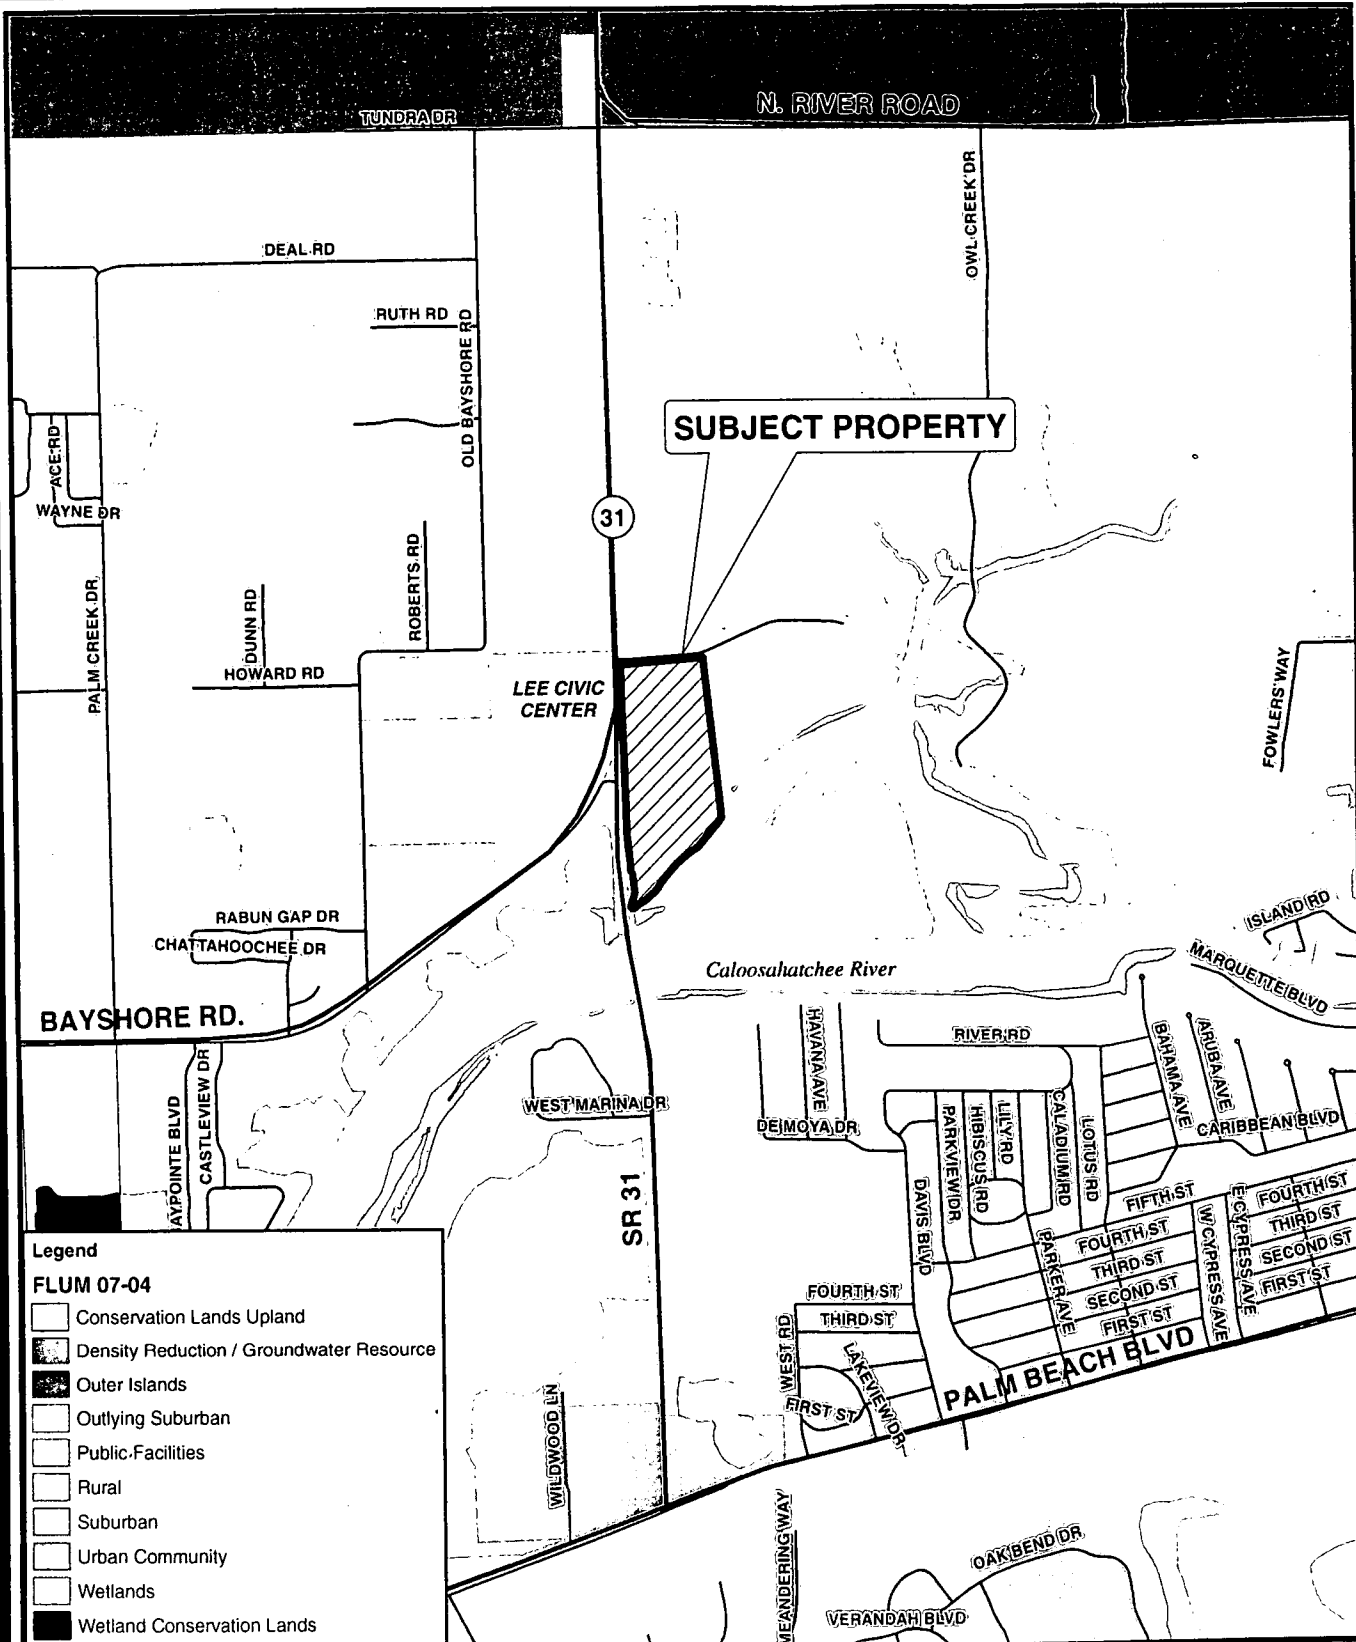 TUNDRA DR
N. RIVER ROAD
OWL CREEK DR
DEAL RD
RUTH RD
OLD BAYSHORE RD
SUBJECT PROPERTY
ACE RD
WAYNE DR
31
ROBERTS RD
DUNN RD
PALM CREEK DR
HOWARD RD
LEE CIVIC
CENTER
FOWLERS WAY
RABUN GAP DR
CHATTAHOOCHEE DR
ISLAND RD
Caloosahatchee River
MARQUETTE BLVD
BAYSHORE RD.
HAVANA AVE
RIVER RD
BAHAMA AVE
ARUBA AVE
CASTLEVIEW DR
AYPOINTE BLVD
WEST MARINA DR
DE MOYA DR
PARKVIEW DR
HIBISCUS RD
LILY RD
CALADIUM RD
LOTUS RD
CARIBBEAN BLVD
SR 31
DAVIS BLVD
FIFTH ST
FOURTH ST
THIRD ST
SECOND ST
FIRST ST
W CYPRESS AVE
E CYPRESS AVE
FOURTH ST
THIRD ST
SECOND ST
FIRST ST
PARKER AVE
FOURTH ST
THIRD ST
WEST RD
LAKEVIEW DR
FIRST ST
PALM BEACH BLVD
WILDWOOD LN
MEANDERING WAY
OAK BEND DR
VERANDAH BLVD
Legend
FLUM 07-04
Conservation Lands Upland
Density Reduction / Groundwater Resource
Outer Islands
Outlying Suburban
Public Facilities
Rural
Suburban
Urban Community
Wetlands
Wetland Conservation Lands